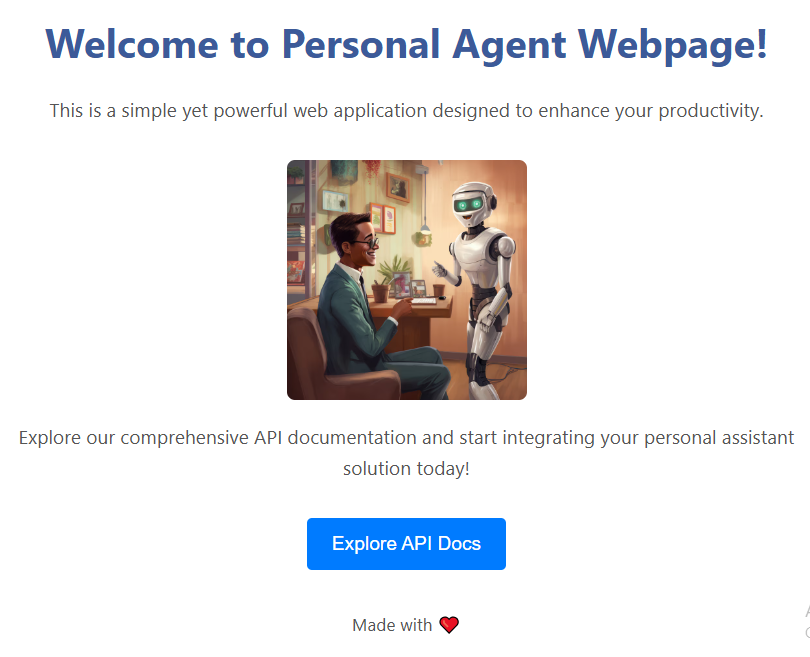 Welcome to Personal Agent Webpage!
This is a simple yet powerful web application designed to enhance your productivity.
Explore our comprehensive API documentation and start integrating your personal assistant
solution today!
Explore API Docs
Made with ❤